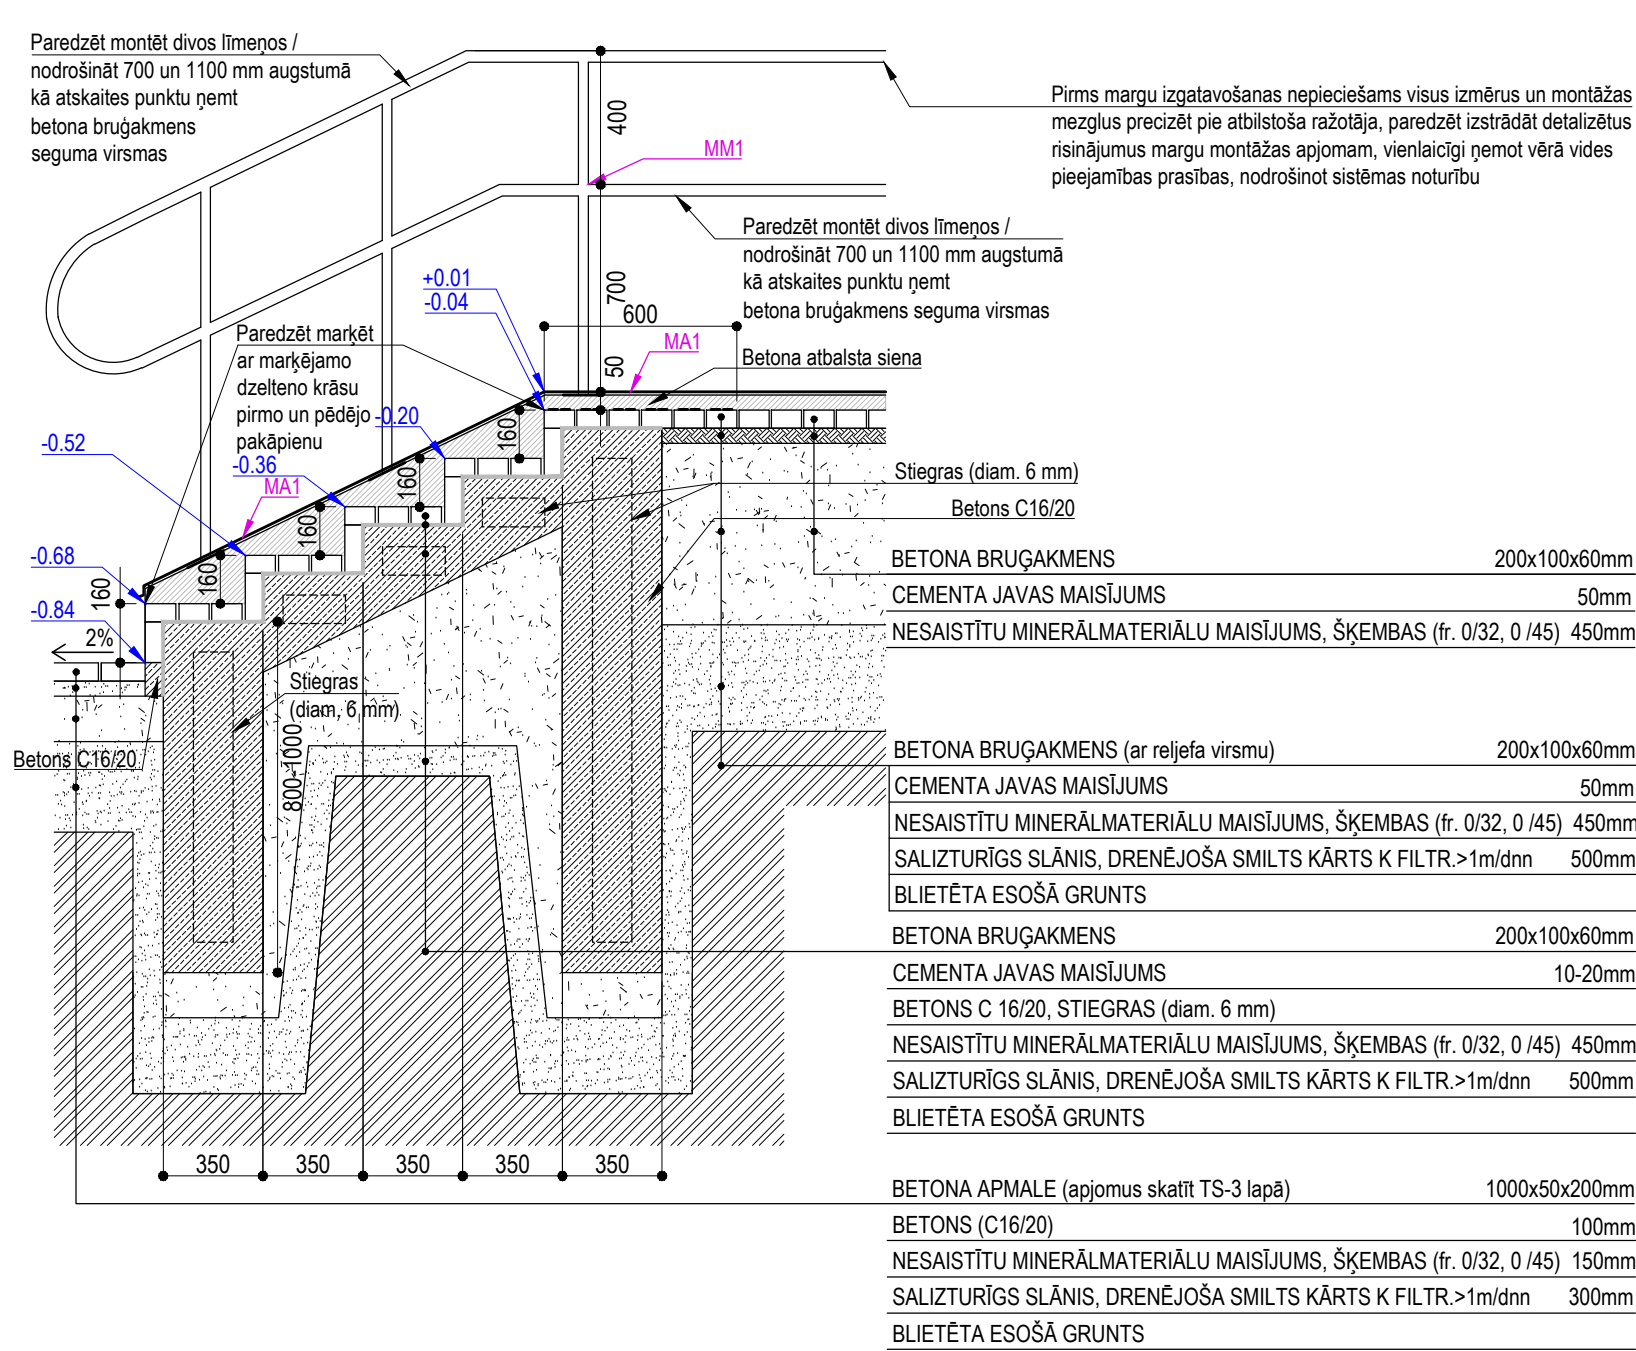 Paredzēt montēt divos līmeņos /
nodrošināt 700 un 1100 mm augstumā
kā atskaites punktu ņemt
betona bruģakmens
seguma virsmas
400
MM1
Pirms margu izgatavošanas nepieciešams visus izmērus un montāžas
mezglus precizēt pie atbilstoša ražotāja, paredzēt izstrādāt detalizētus
risinājumus margu montāžas apjomam, vienlaicīgi ņemot vērā vides
pieejamības prasības, nodrošinot sistēmas noturību
Paredzēt montēt divos līmeņos /
nodrošināt 700 un 1100 mm augstumā
kā atskaites punktu ņemt
betona bruģakmens seguma virsmas
+0.01
-0.04
700
600
50
MA1
Betona atbalsta siena
Paredzēt marķēt
ar marķējamo
dzelteno krāsu
pirmo un pēdējo
pakāpienu
-0.20
-0.36
-0.52
-0.68
-0.84
MA1
160
160
160
160
160
2%
Stiegras (diam. 6 mm)
Betons C16/20
Stiegras
(diam. 6 mm)
Betons C16/20
800-1000
350
350
350
350
350
BETONA BRUĢAKMENS 200x100x60mm
CEMENTA JAVAS MAISĪJUMS 50mm
NESAISTĪTU MINERĀLMATERIĀLU MAISĪJUMS, ŠĶEMBAS (fr. 0/32, 0 /45) 450mm
BETONA BRUĢAKMENS (ar reljefa virsmu) 200x100x60mm
CEMENTA JAVAS MAISĪJUMS 50mm
NESAISTĪTU MINERĀLMATERIĀLU MAISĪJUMS, ŠĶEMBAS (fr. 0/32, 0 /45) 450mm
SALIZTURĪGS SLĀNIS, DRENĒJOŠA SMILTS KĀRTS K FILTR.>1m/dnn 500mm
BLIETĒTA ESOŠĀ GRUNTS
BETONA BRUĢAKMENS 200x100x60mm
CEMENTA JAVAS MAISĪJUMS 10-20mm
BETONS C 16/20, STIEGRAS (diam. 6 mm)
NESAISTĪTU MINERĀLMATERIĀLU MAISĪJUMS, ŠĶEMBAS (fr. 0/32, 0 /45) 450mm
SALIZTURĪGS SLĀNIS, DRENĒJOŠA SMILTS KĀRTS K FILTR.>1m/dnn 500mm
BLIETĒTA ESOŠĀ GRUNTS
BETONA APMALE (apjomus skatīt TS-3 lapā) 1000x50x200mm
BETONS (C16/20) 100mm
NESAISTĪTU MINERĀLMATERIĀLU MAISĪJUMS, ŠĶEMBAS (fr. 0/32, 0 /45) 150mm
SALIZTURĪGS SLĀNIS, DRENĒJOŠA SMILTS KĀRTS K FILTR.>1m/dnn 300mm
BLIETĒTA ESOŠĀ GRUNTS